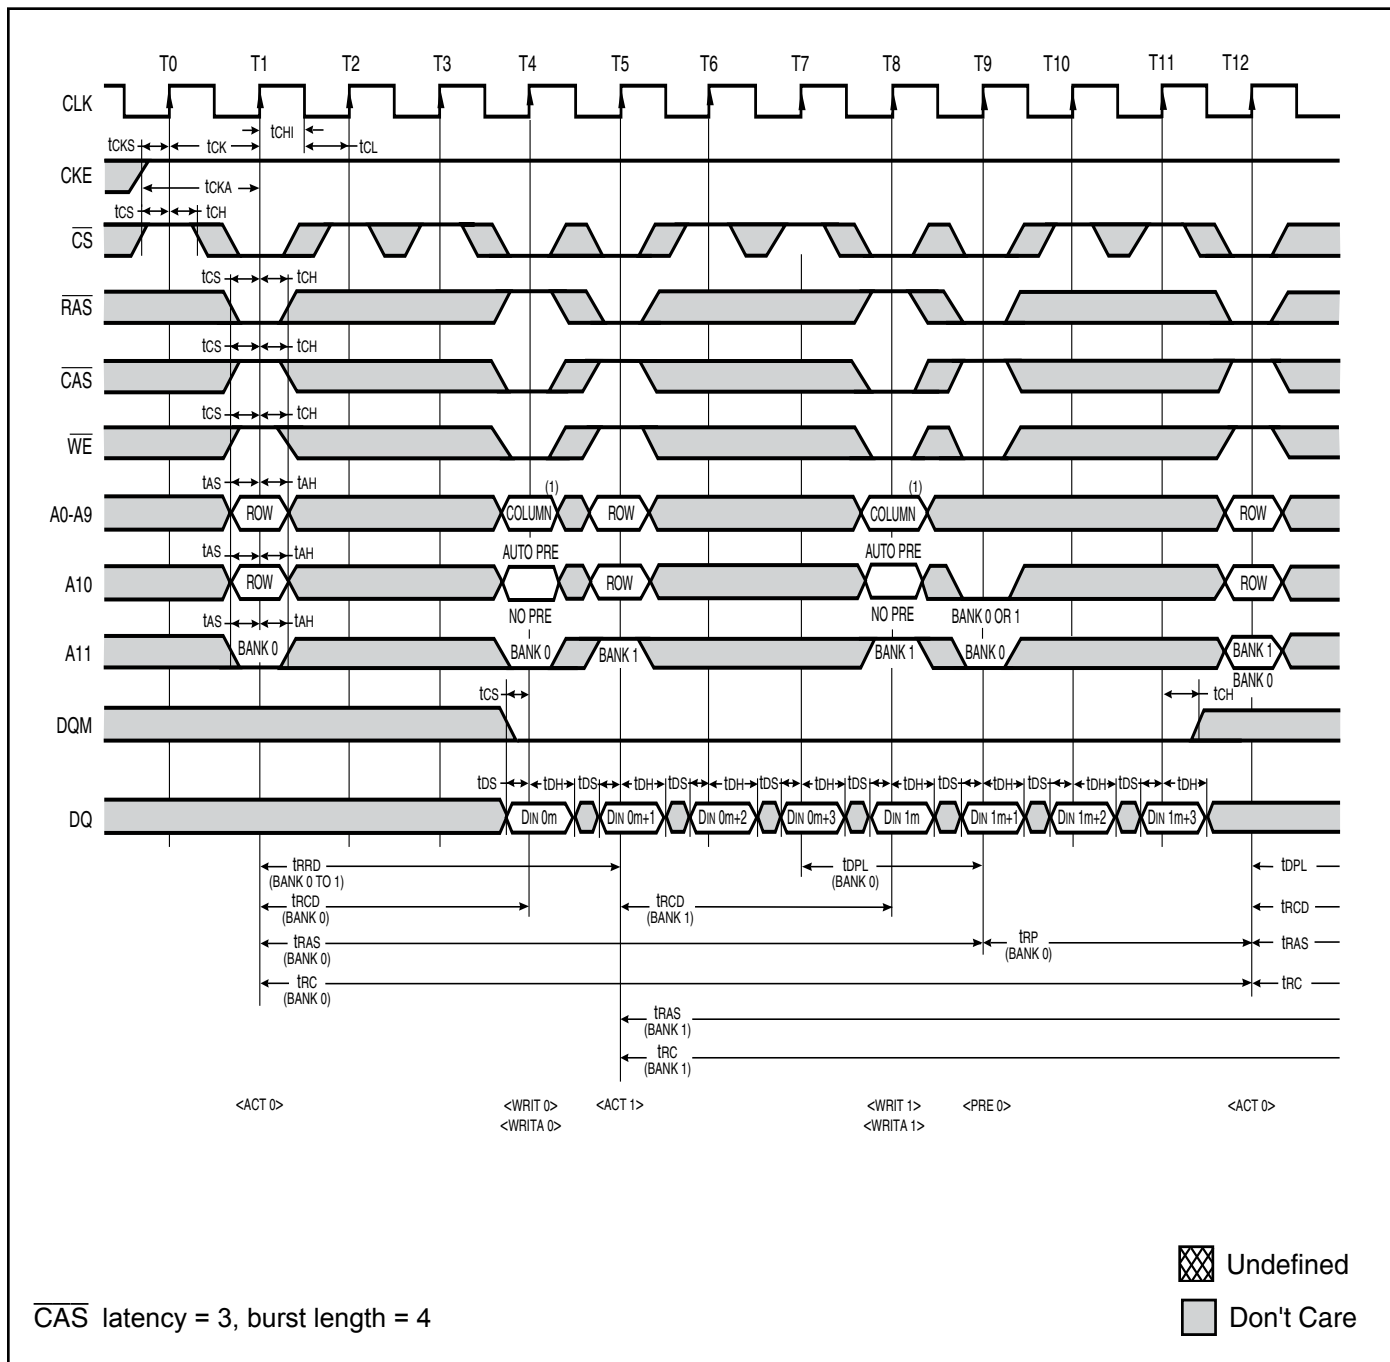 T0 T1 T2 T3 T4 T5 T6 T7 T8 T9 T10 T11 T12
CLK
tCHI
tCKS tCK tCL
CKE
tCKA
tCS tCH
CS
tCS tCH
RAS
tCS tCH
CAS
tCS tCH
WE
tAS tAH (1) (1)
A0-A9 ROW COLUMN ROW COLUMN ROW
tAS tAH AUTO PRE AUTO PRE
A10 ROW ROW ROW
NO PRE NO PRE BANK 0 OR 1
tAS tAH
A11 BANK 0 BANK 0 BANK 1 BANK 1 BANK 0 BANK 1
BANK 0
tCS tCH
DQM
tDS tDH tDS tDH tDS tDH tDS tDH tDS tDH tDS tDH tDS tDH tDS tDH
DQ DIN 0m DIN 0m+1 DIN 0m+2 DIN 0m+3 DIN 1m DIN 1m+1 DIN 1m+2 DIN 1m+3
tRRD tDPL tDPL
(BANK 0 TO 1) (BANK 0)
tRCD tRCD tRCD
(BANK 0) (BANK 1)
tRAS tRP tRAS
(BANK 0) (BANK 0)
tRC tRC
(BANK 0)
tRAS
(BANK 1)
tRC
(BANK 1)
<ACT 0> <WRIT 0> <ACT 1> <WRIT 1> <PRE 0> <ACT 0>
<WRITA 0> <WRITA 1>
Undefined
CAS latency = 3, burst length = 4
Don't Care